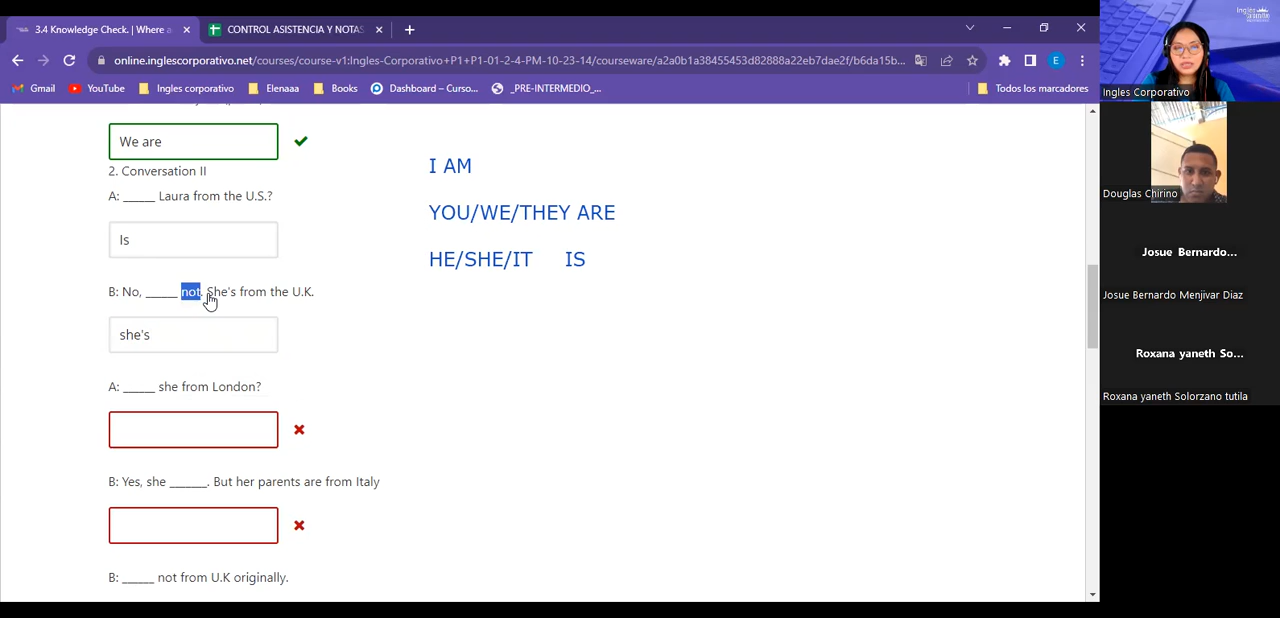 3.4 Knowledge Check. | Where a
CONTROL ASISTENCIA Y NOTAS
online.inglescorporativo.net/courses/course-v1:Ingles-Corporativo+P1+P1-01-2-4-PM-10-23-14/courseware/a2a0b1a38455453d82888a22eb7dae2f/b6da15b...
E
Gmail
YouTube
Ingles corporativo
Elenaaa
Books
Dashboard – Curso...
_PRE-INTERMEDIO_...
Todos los marcadores
We are
2. Conversation II
A: _____ Laura from the U.S.?
Is
B: No, _____ not. She's from the U.K.
she's
A: _____ she from London?
B: Yes, she ______. But her parents are from Italy
B: _____ not from U.K originally.
I AM
YOU/WE/THEY ARE
HE/SHE/IT IS
Ingles Corporativo
Douglas Chirino
Josue Bernardo...
Josue Bernardo Menjivar Diaz
Roxana yaneth So...
Roxana yaneth Solorzano tutila